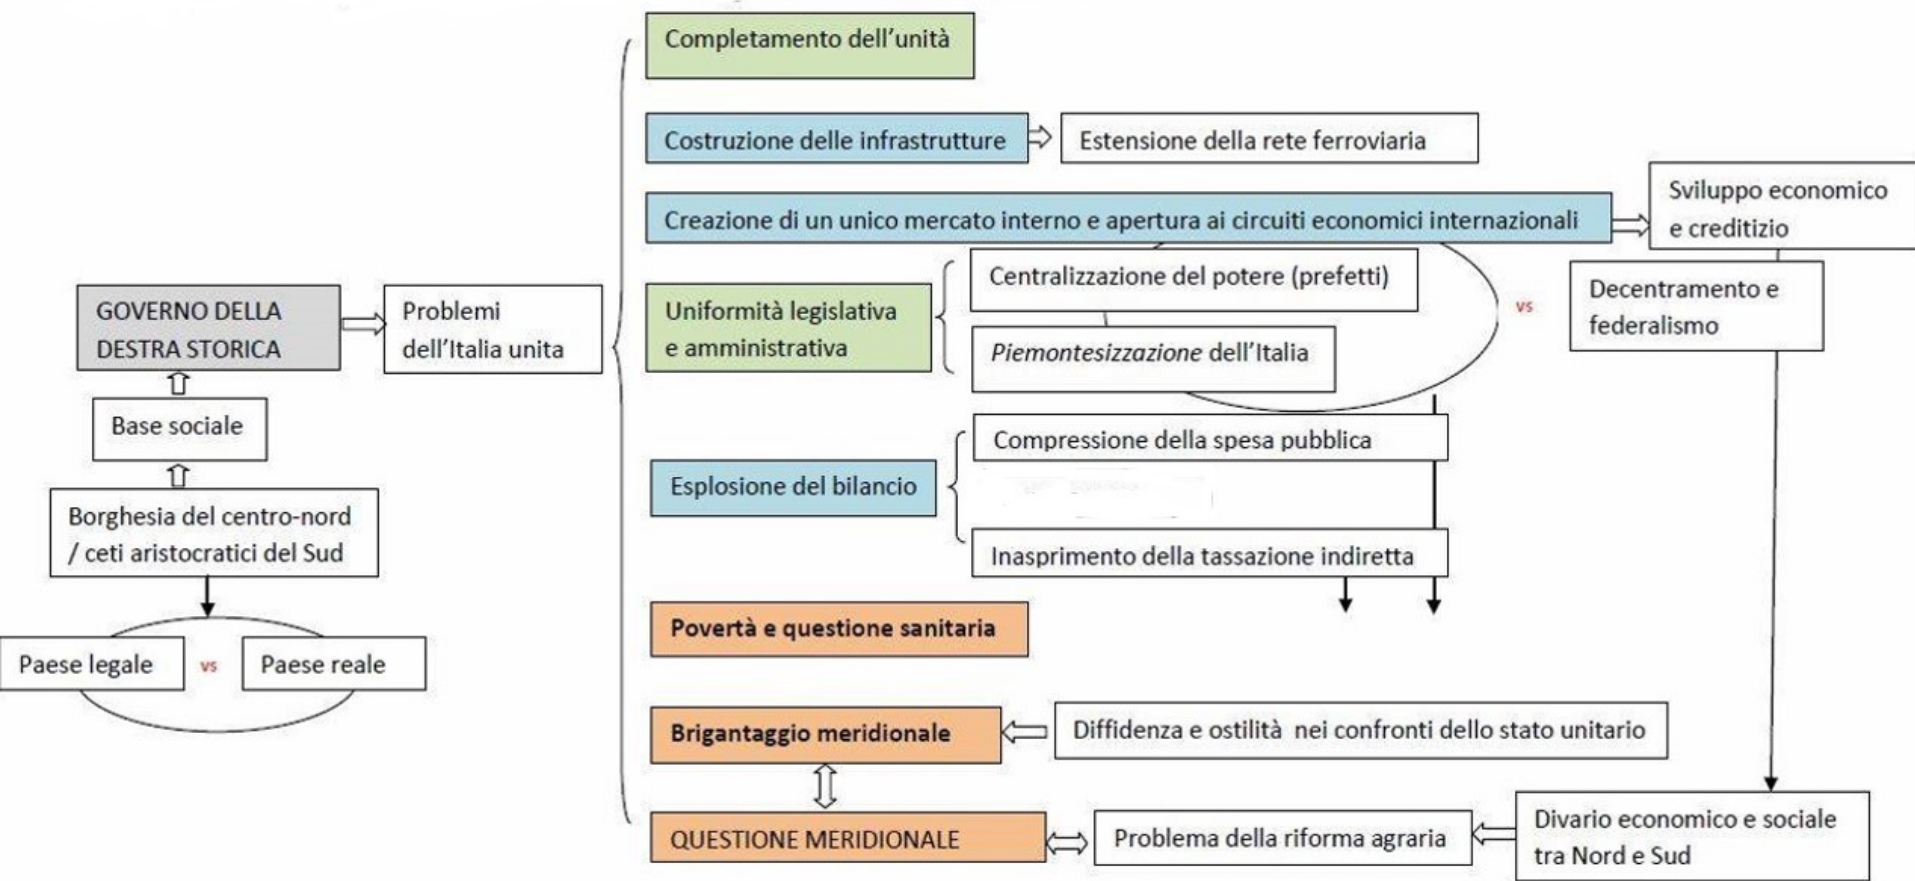 Completamento dell'unità
Costruzione delle infrastrutture
Estensione della rete ferroviaria
Creazione di un unico mercato interno e apertura ai circuiti economici internazionali
Sviluppo economico
e creditizio
GOVERNO DELLA
DESTRA STORICA
Problemi
dell'Italia unita
Uniformità legislativa
e amministrativa
Centralizzazione del potere (prefetti)
Piemontesizzazione dell'Italia
vs
Decentramento e
federalismo
Base sociale
Borghesia del centro-nord
/ ceti aristocratici del Sud
Paese legale
vs
Paese reale
Esplosione del bilancio
Compressione della spesa pubblica
Inasprimento della tassazione indiretta
Povertà e questione sanitaria
Brigantaggio meridionale
Diffidenza e ostilità nei confronti dello stato unitario
QUESTIONE MERIDIONALE
Problema della riforma agraria
Divario economico e sociale
tra Nord e Sud